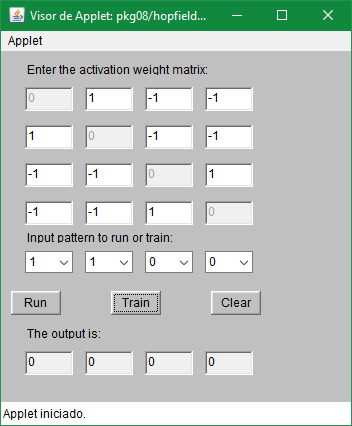 Visor de Applet: pkg08/hopfield...
Applet
Enter the activation weight matrix:
0 1 -1 -1
1 0 -1 -1
-1 -1 0 1
-1 -1 1 0
Input pattern to run or train:
1 1 0 0
Run Train Clear
The output is:
0 0 0 0
Applet iniciado.